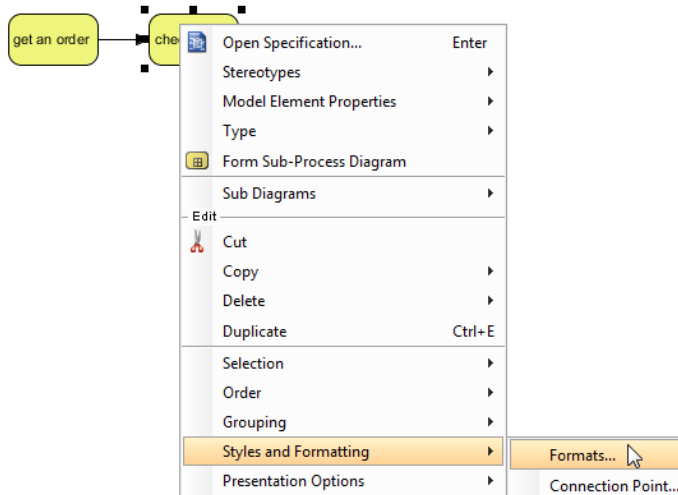 get an order
che
Open Specification... Enter
Stereotypes
Model Element Properties
Type
Form Sub-Process Diagram
Sub Diagrams
Edit
Cut
Copy
Delete
Duplicate Ctrl+E
Selection
Order
Grouping
Styles and Formatting
Formats...
Presentation Options
Connection Point...